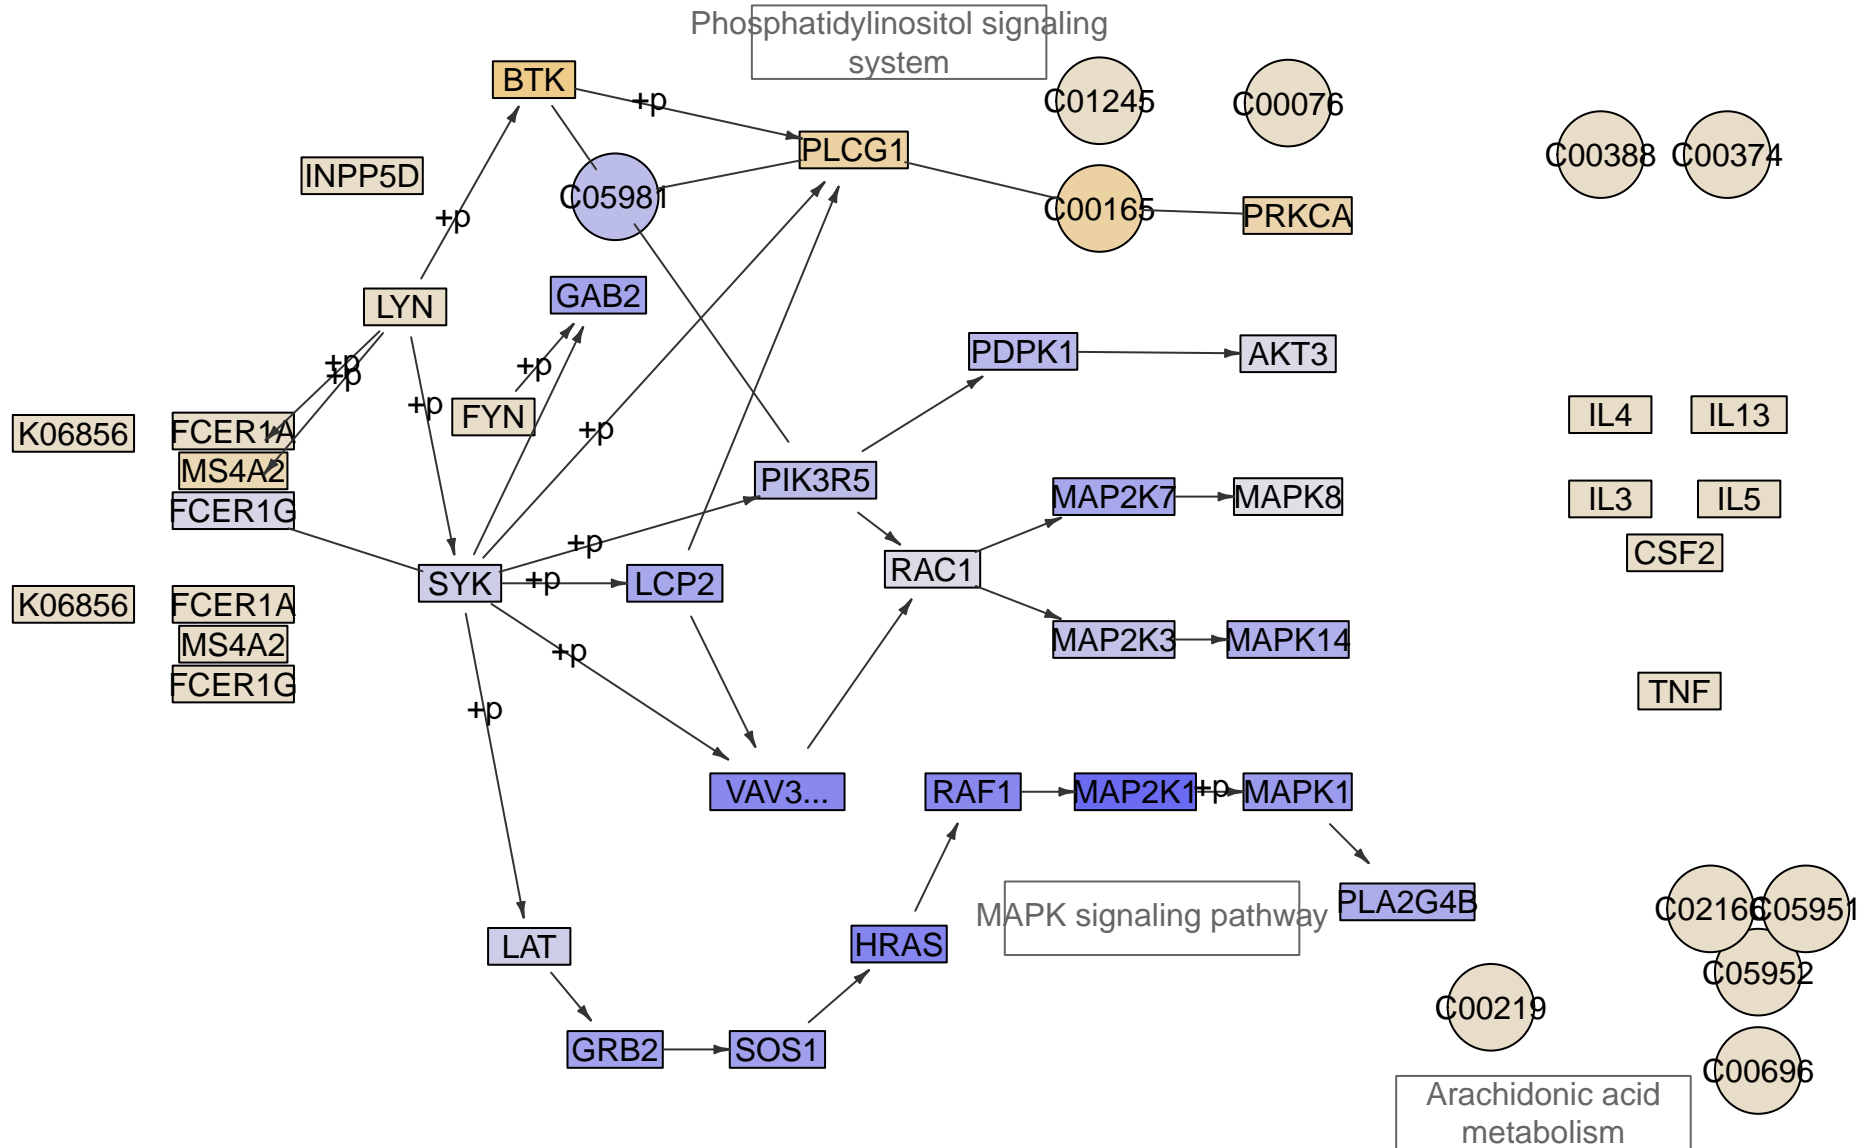 Phosphatidylinositol signaling
system
BTK
+p
C01245
C00076
PLCG1
C00388
C00374
INPP5D
C05981
C00165
PRKCA
+p
LYN
GAB2
PDPK1
AKT3
+p
+p
+p
+p
FYN
IL4
IL13
K06856
FCER1A
+p
MS4A2
PIK3R5
FCER1G
MAP2K7
MAPK8
IL3
IL5
+p
CSF2
SYK
+p
LCP2
RAC1
K06856
FCER1A
MS4A2
+p
MAP2K3
MAPK14
FCER1G
TNF
+p
VAV3...
RAF1
MAP2K1
+p
MAPK1
MAPK signaling pathway
PLA2G4B
C02166
C05951
LAT
HRAS
C05952
C00219
GRB2
SOS1
C00696
Arachidonic acid
metabolism